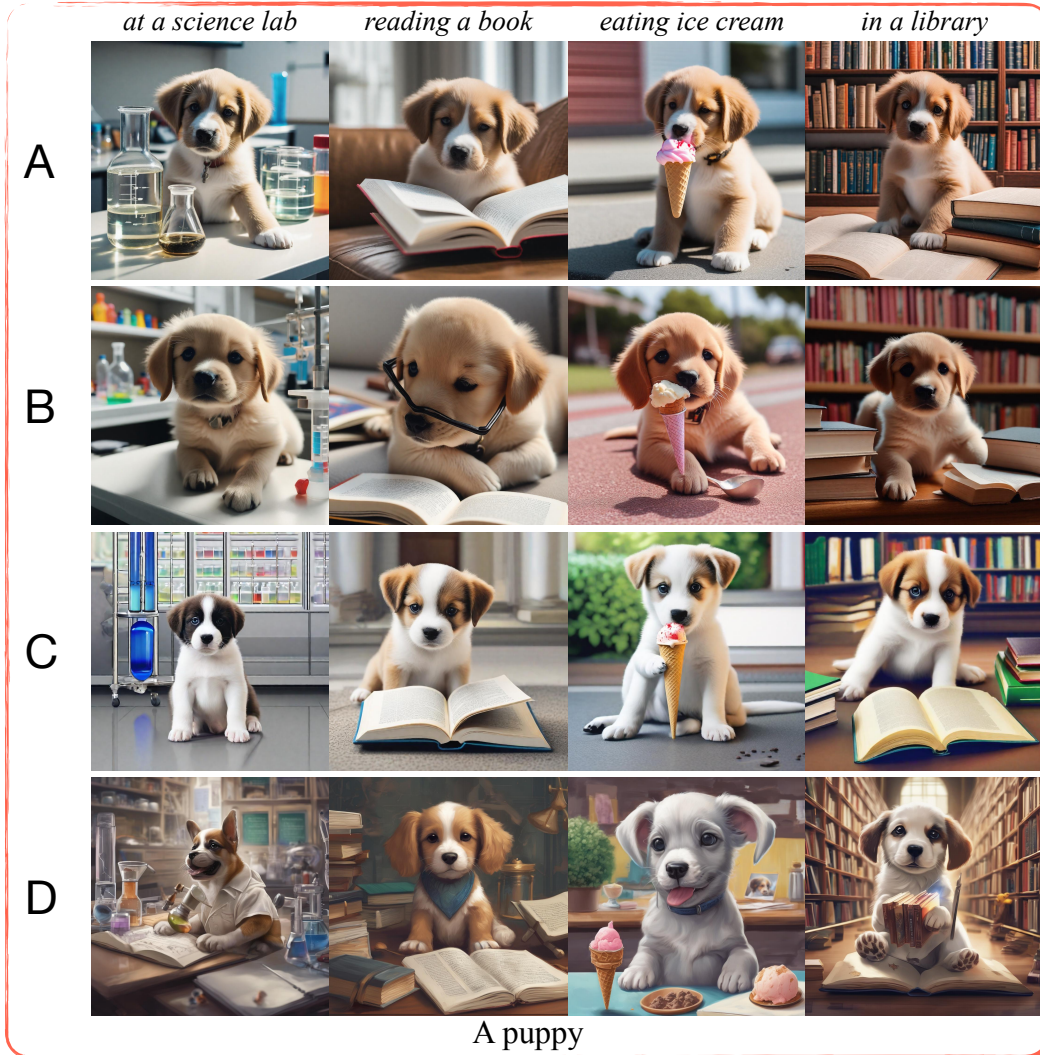 at a science lab reading a book eating ice cream in a library
A
B
C
D
A puppy